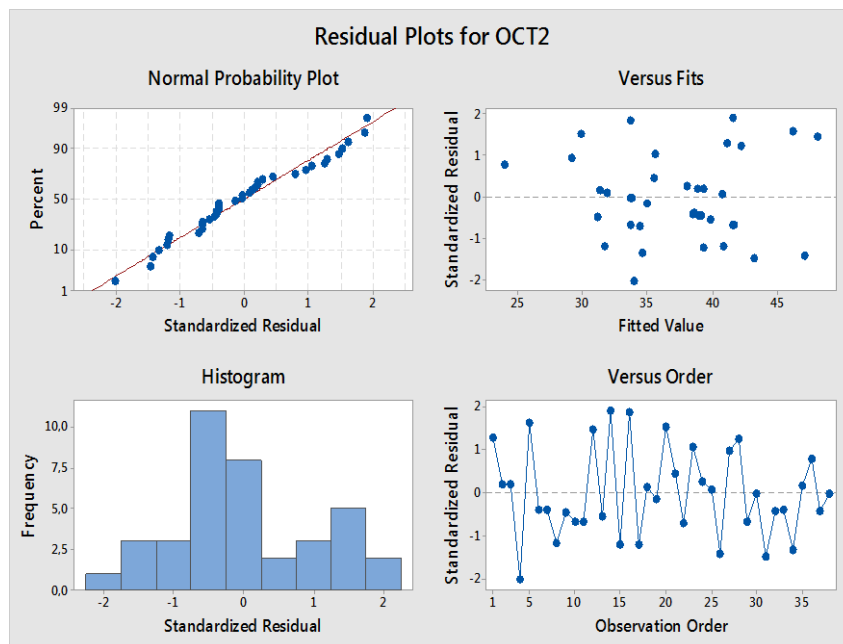 Residual Plots for OCT2
Normal Probability Plot
99
90
50
10
1
Percent
-2 -1 0 1 2
Standardized Residual
Versus Fits
2
1
0
-1
-2
Standardized Residual
25 30 35 40 45
Fitted Value
Histogram
10,0
7,5
5,0
2,5
0,0
Frequency
-2 -1 0 1 2
Standardized Residual
Versus Order
2
1
0
-1
-2
Standardized Residual
1 5 10 15 20 25 30 35
Observation Order